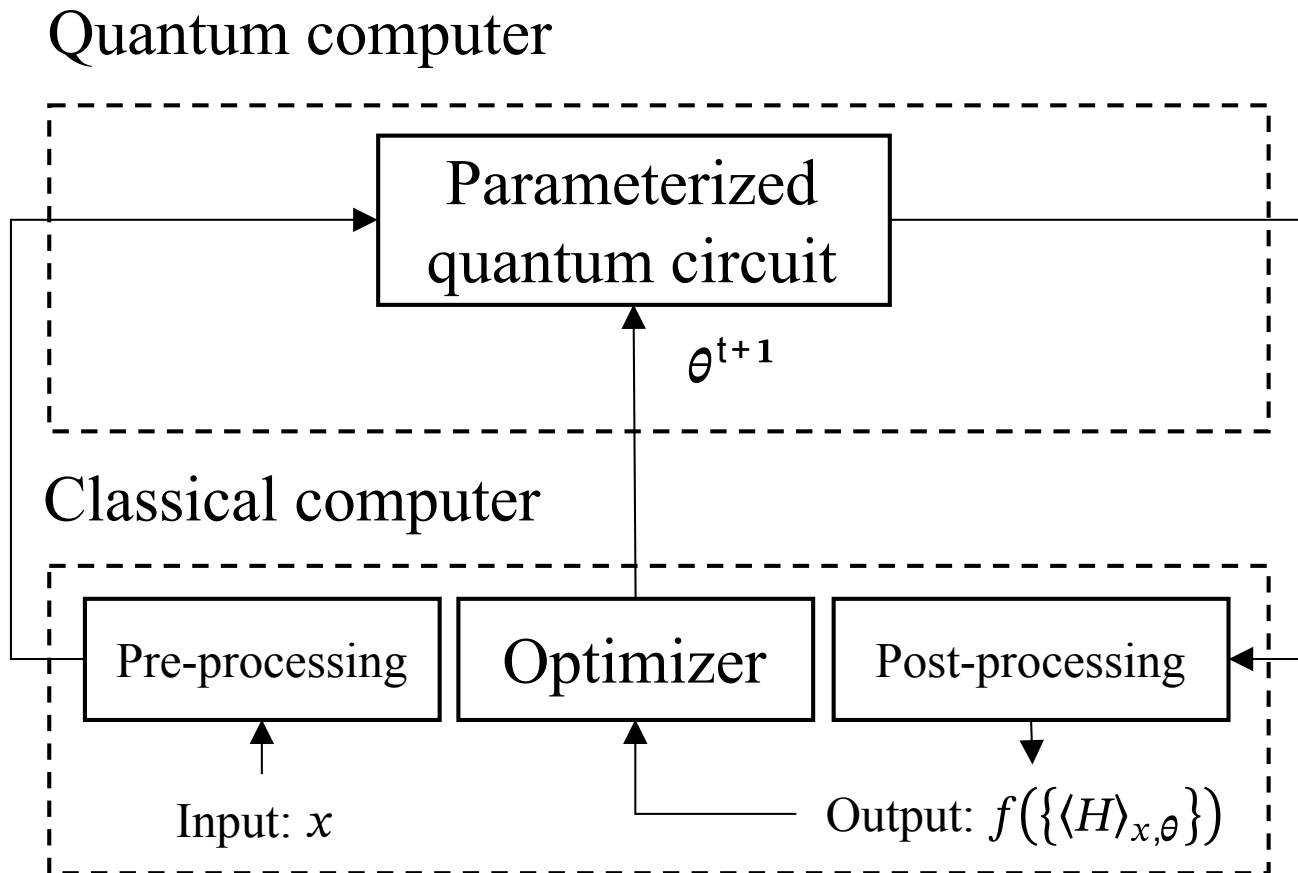 Quantum computer
Parameterized
quantum circuit
θ^{t+1}
Classical computer
Pre-processing
Optimizer
Post-processing
Input: x
Output: f({⟨H⟩_{x,θ}})